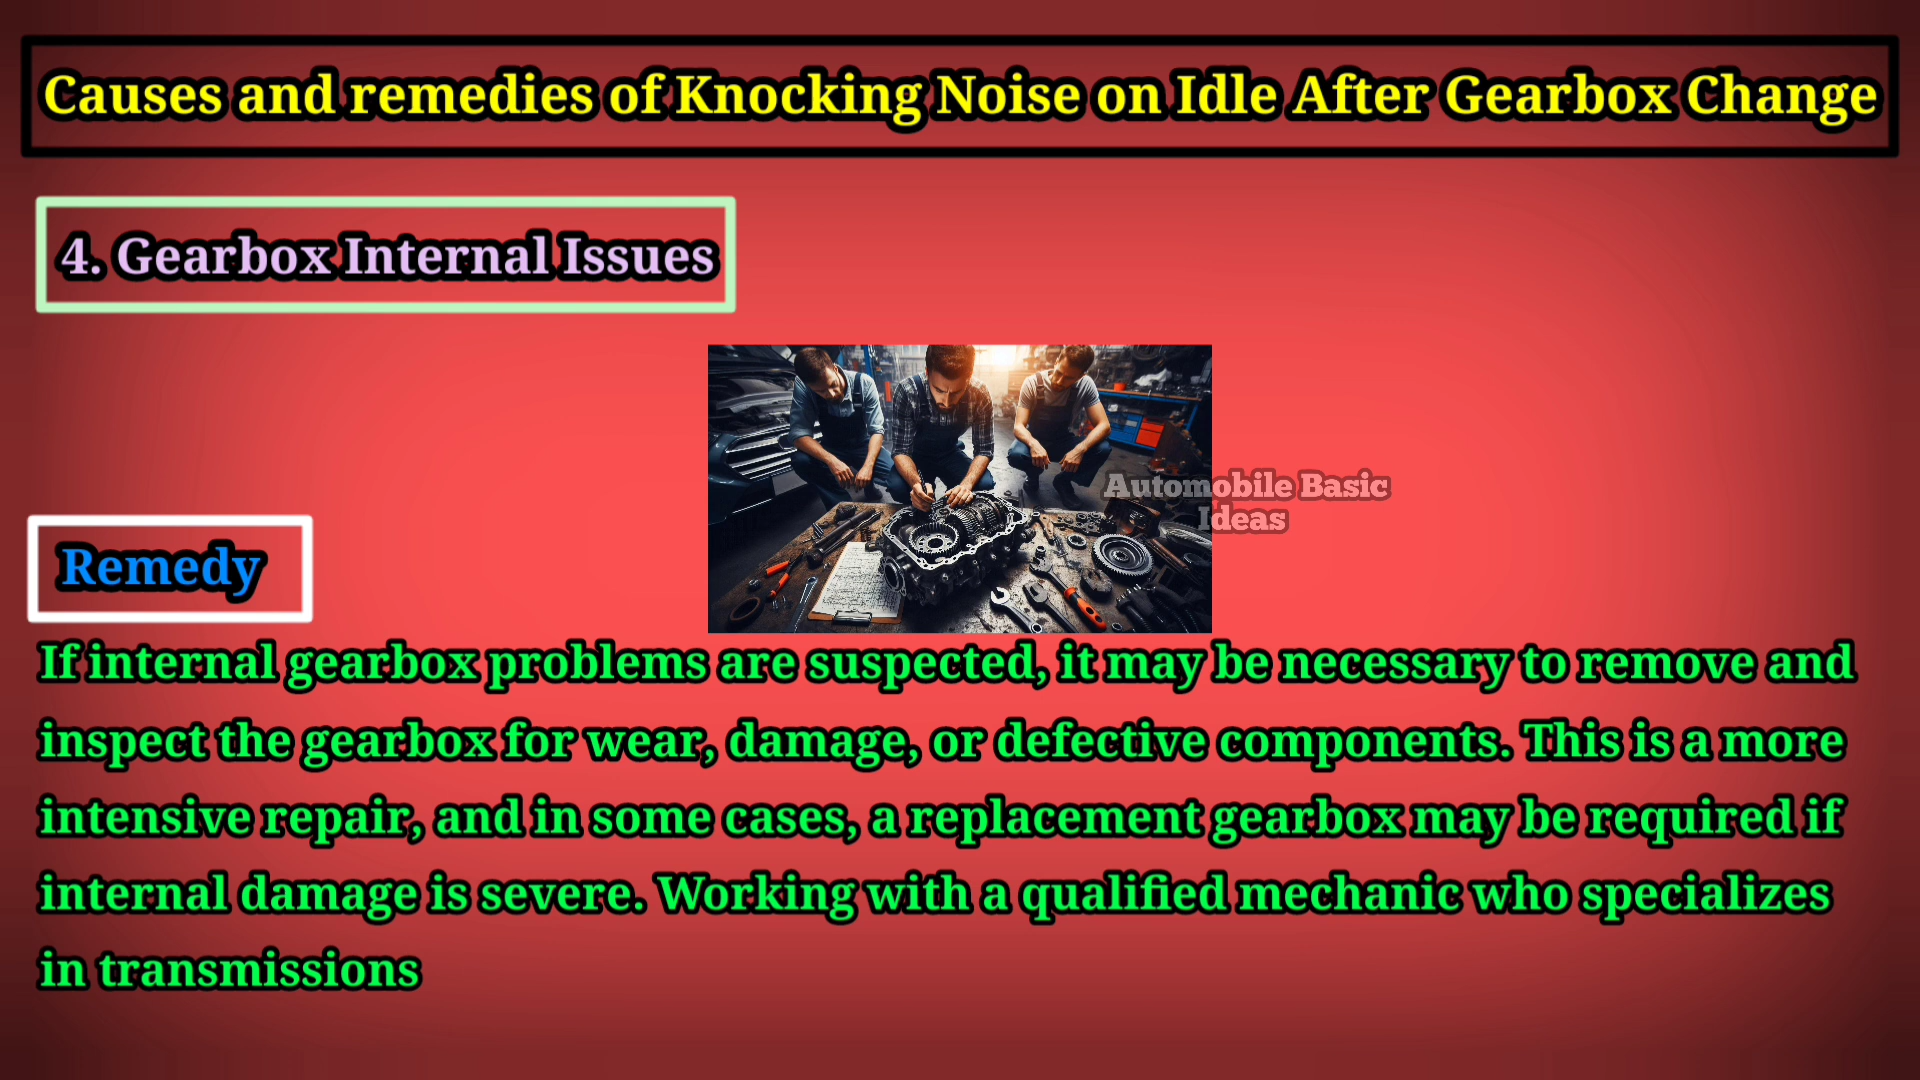 Causes and remedies of Knocking Noise on Idle After Gearbox Change
4. Gearbox Internal Issues
Automobile Basic
Ideas
Remedy
If internal gearbox problems are suspected, it may be necessary to remove and
inspect the gearbox for wear, damage, or defective components. This is a more
intensive repair, and in some cases, a replacement gearbox may be required if
internal damage is severe. Working with a qualified mechanic who specializes
in transmissions